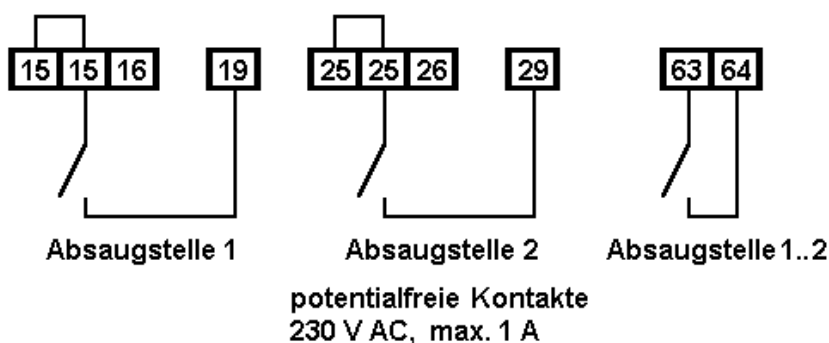 15 15 16 19 25 25 26 29 63 64
Absaugstelle 1 Absaugstelle 2 Absaugstelle 1..2
potentialfreie Kontakte
230 V AC, max. 1 A